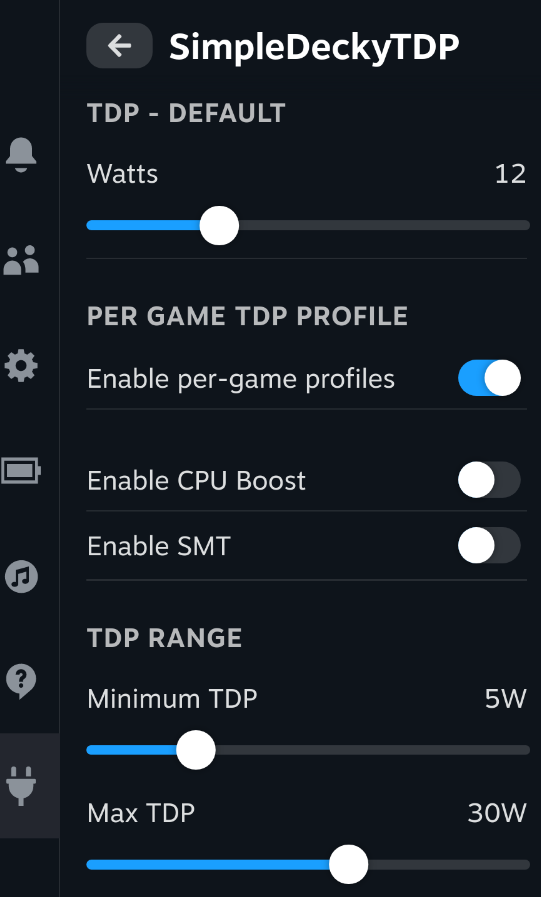 SimpleDeckyTDP
TDP - DEFAULT
Watts 12
PER GAME TDP PROFILE
Enable per-game profiles
Enable CPU Boost
Enable SMT
TDP RANGE
Minimum TDP 5W
Max TDP 30W